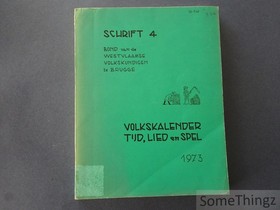 SCHRIFT 4
BOND van de
WESTVLAAMSE
VOLKSKUNDIGEN
te BRUGGE
VOLKSKALENDER
TIJD, LIED en SPEL
1973
SomeThingz